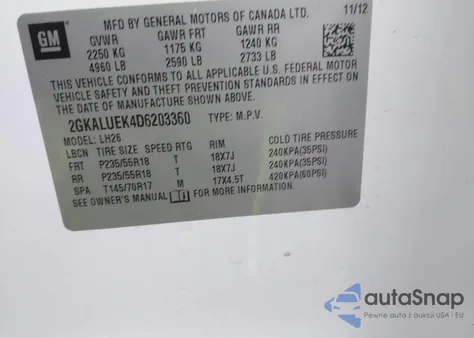 GM
MFD BY GENERAL MOTORS OF CANADA LTD. 11/12
GVWR GAWR FRT GAWR RR
2250 KG 1175 KG 1240 KG
4960 LB 2590 LB 2733 LB
THIS VEHICLE CONFORMS TO ALL APPLICABLE U.S. FEDERAL MOTOR
VEHICLE SAFETY AND THEFT PREVENTION STANDARDS IN EFFECT ON
THE DATE OF MANUFACTURE SHOWN ABOVE.
2GKALUEK4D6203360 TYPE: M.P.V.
MODEL: LH26
LBCN TIRE SIZE SPEED RTG RIM COLD TIRE PRESSURE
FRT P235/55R18 T 18X7J 240KPA(35PSI)
RR P235/55R18 T 18X7J 240KPA(35PSI)
SPA T145/70R17 M 17X4.5T 420KPA(60PSI)
SEE OWNER'S MANUAL FOR MORE INFORMATION.
autoSnap
Pewne auto z aukcji USA i EU